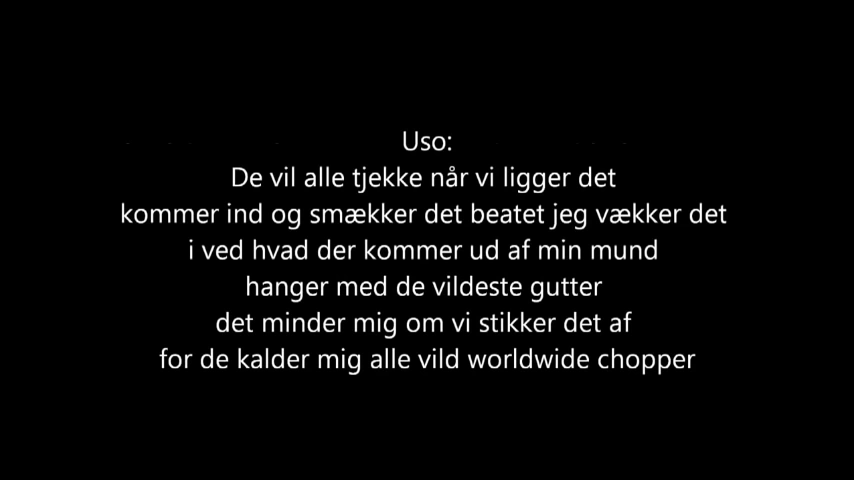 Uso:
De vil alle tjekke når vi ligger det
kommer ind og smækker det beatet jeg vækker det
i ved hvad der kommer ud af min mund
hanger med de vildeste gutter
det minder mig om vi stikker det af
for de kalder mig alle vild worldwide chopper